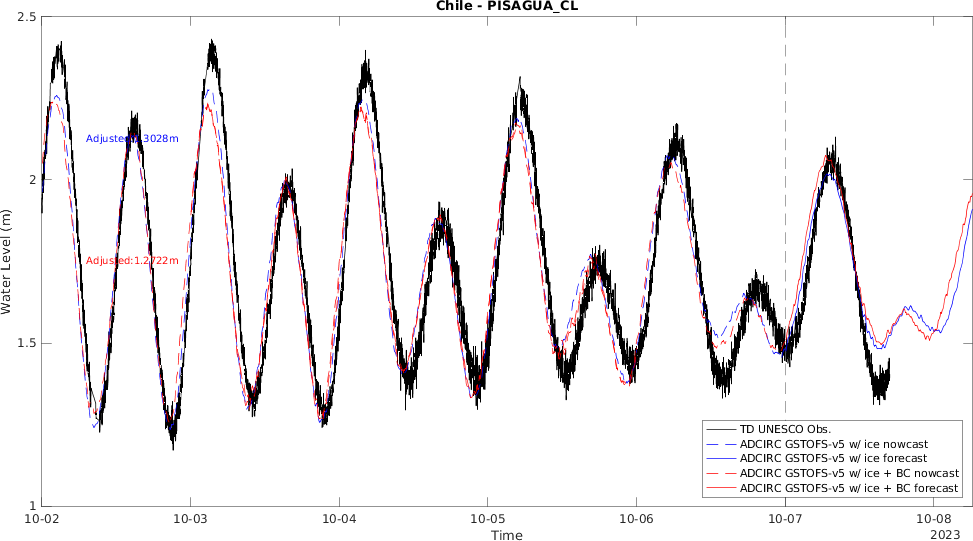 Chile - PISAGUA_CL
2.5
2
1.5
1
Water Level (m)
Adjusted 3028m
Adjusted:1.2722m
TD UNESCO Obs.
ADCIRC GSTOFS-v5 w/ ice nowcast
ADCIRC GSTOFS-v5 w/ ice forecast
ADCIRC GSTOFS-v5 w/ ice + BC nowcast
ADCIRC GSTOFS-v5 w/ ice + BC forecast
10-02 10-03 10-04 10-05 10-06 10-07 10-08
Time
2023